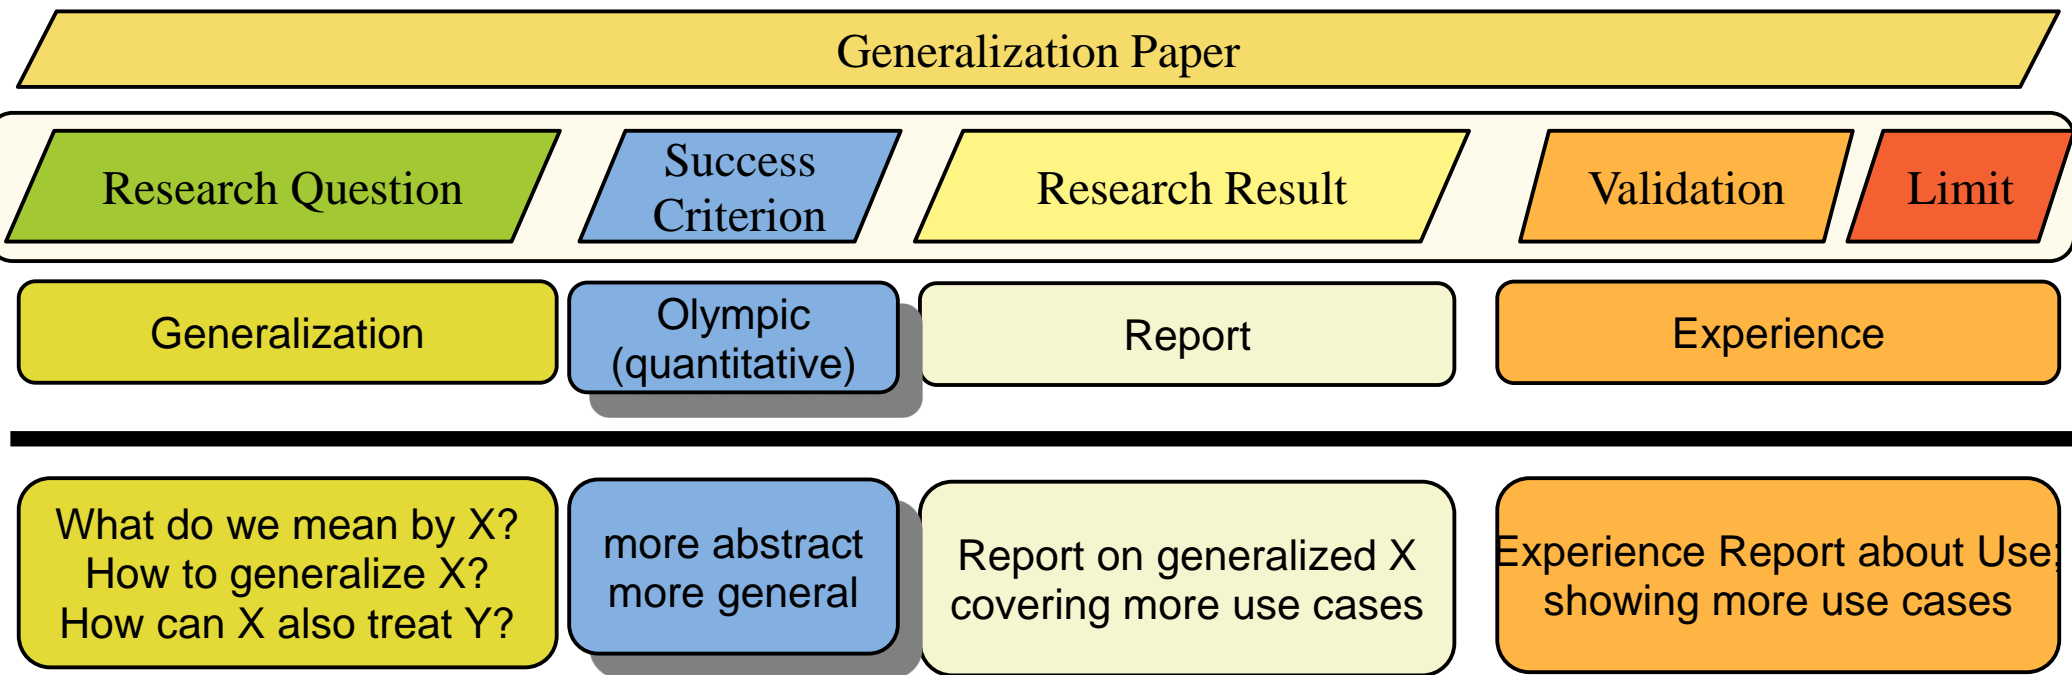 Generalization Paper
Research Question
Success
Criterion
Research Result
Validation
Limit
Generalization
Olympic
(quantitative)
Report
Experience
What do we mean by X?
How to generalize X?
How can X also treat Y?
more abstract
more general
Report on generalized X
covering more use cases
Experience Report about Use;
showing more use cases